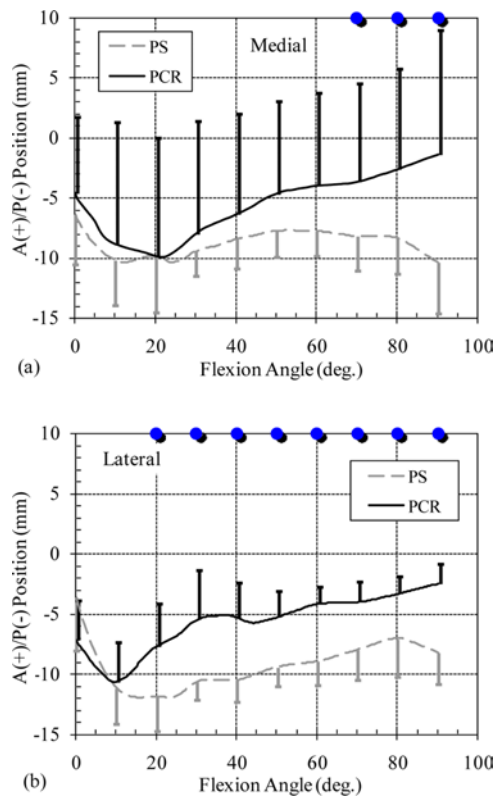 10
5
0
-5
-10
-15
A(+)/P(-) Position (mm)
PS
PCR
Medial
0
20
40
60
80
100
(a)
Flexion Angle (deg.)
10
5
0
-5
-10
-15
A(+)/P(-) Position (mm)
Lateral
PS
PCR
0
20
40
60
80
100
(b)
Flexion Angle (deg.)